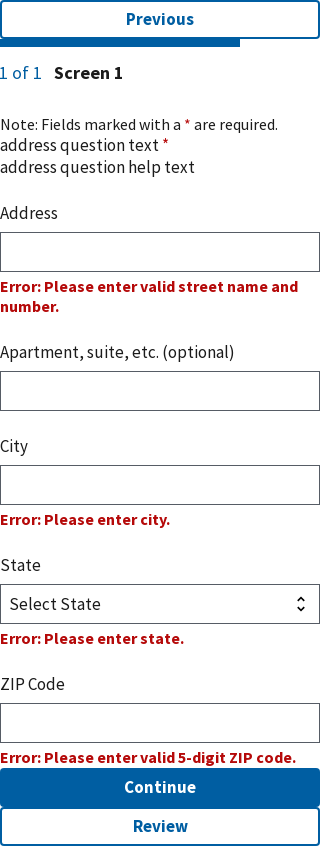 Previous
1 of 1 Screen 1
Note: Fields marked with a * are required.
address question text *
address question help text
Address
Error: Please enter valid street name and
number.
Apartment, suite, etc. (optional)
City
Error: Please enter city.
State
Select State
Error: Please enter state.
ZIP Code
Error: Please enter valid 5-digit ZIP code.
Continue
Review